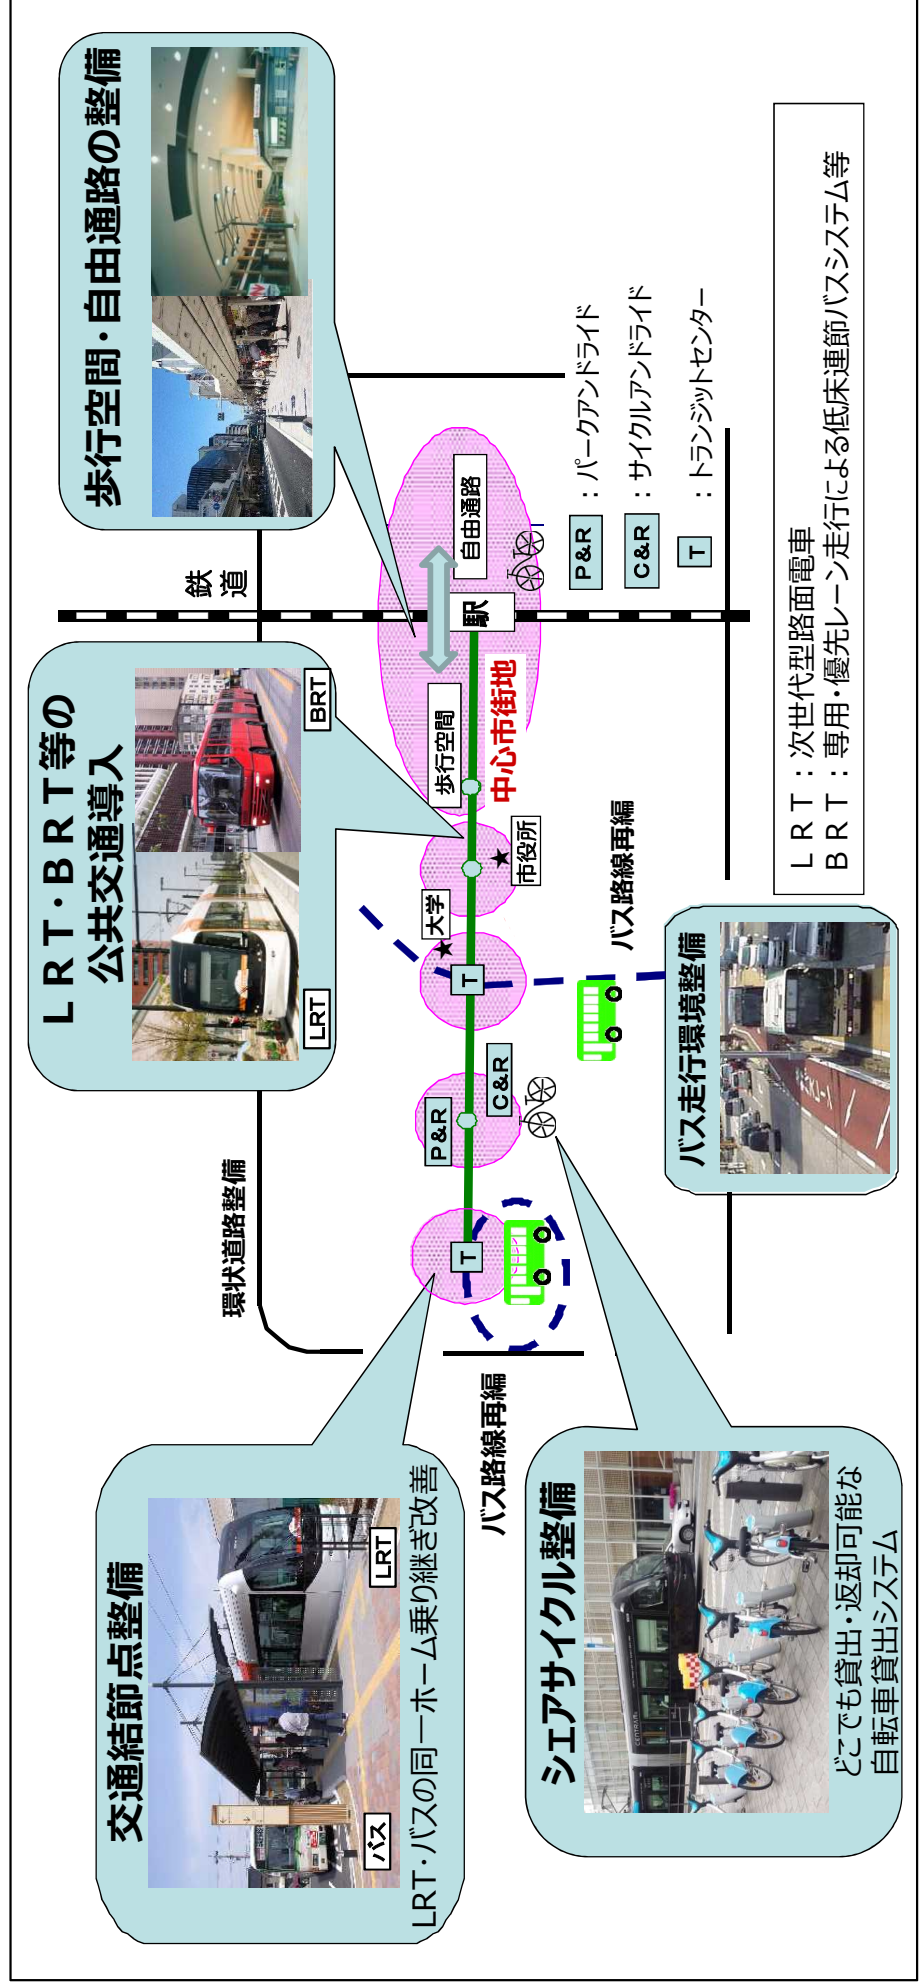 交通結節点整備
バス
LRT
LRT・バスの同一ホーム乗り継ぎ改善
LRT・BRT等の
公共交通導入
LRT
BRT
歩行空間・自由通路の整備
環状道路整備
鉄
道
バス路線再編
T
P&R
C&R
T
大学
市役所
歩行空間
中心市街地
駅
自由通路
バス路線再編
シェアサイクル整備
どこでも貸出・返却可能な
自転車貸出システム
バス走行環境整備
P&R：パークアンドライド
C&R：サイクルアンドライド
T：トランジットセンター
LRT：次世代型路面電車
BRT：専用・優先レーン走行による低床連節バスシステム等